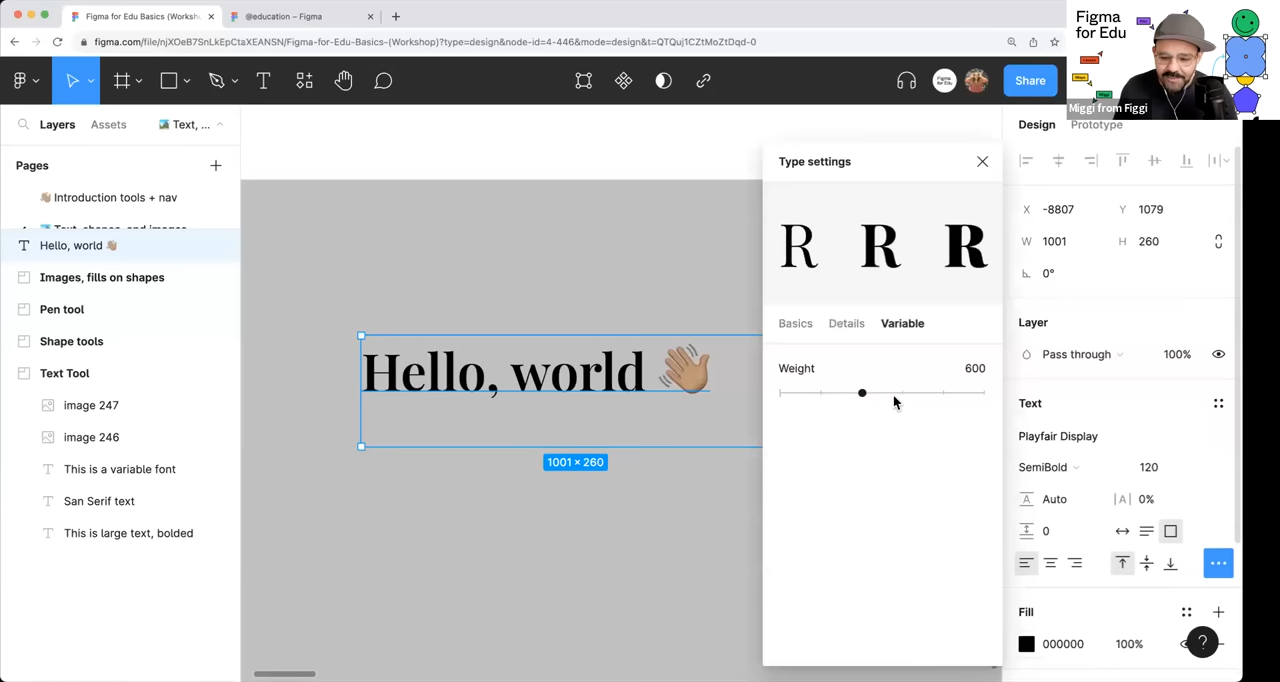 Figma for Edu Basics (Worksh
@education – Figma
figma.com/file/njXOeB7SnLkEpCtaXEANSN/Figma-for-Edu-Basics-(Workshop)?type=design&node-id=4-446&mode=design&t=QTQuj1CZtMoZtDqd-0
Figma
for Edu
Miggi from Figgi
Share
Layers
Assets
Text, ...
Pages
Introduction tools + nav
Text, shapes, and images
Hello, world 👋🏽
Images, fills on shapes
Pen tool
Shape tools
Text Tool
image 247
image 246
This is a variable font
San Serif text
This is large text, bolded
Hello, world 👋🏽
1001 × 260
Type settings
R R R
Basics
Details
Variable
Weight
600
Design
Prototype
X -8807
Y 1079
W 1001
H 260
0°
Layer
Pass through
100%
Text
Playfair Display
SemiBold
120
Auto
|A| 0%
0
Fill
000000
100%
?